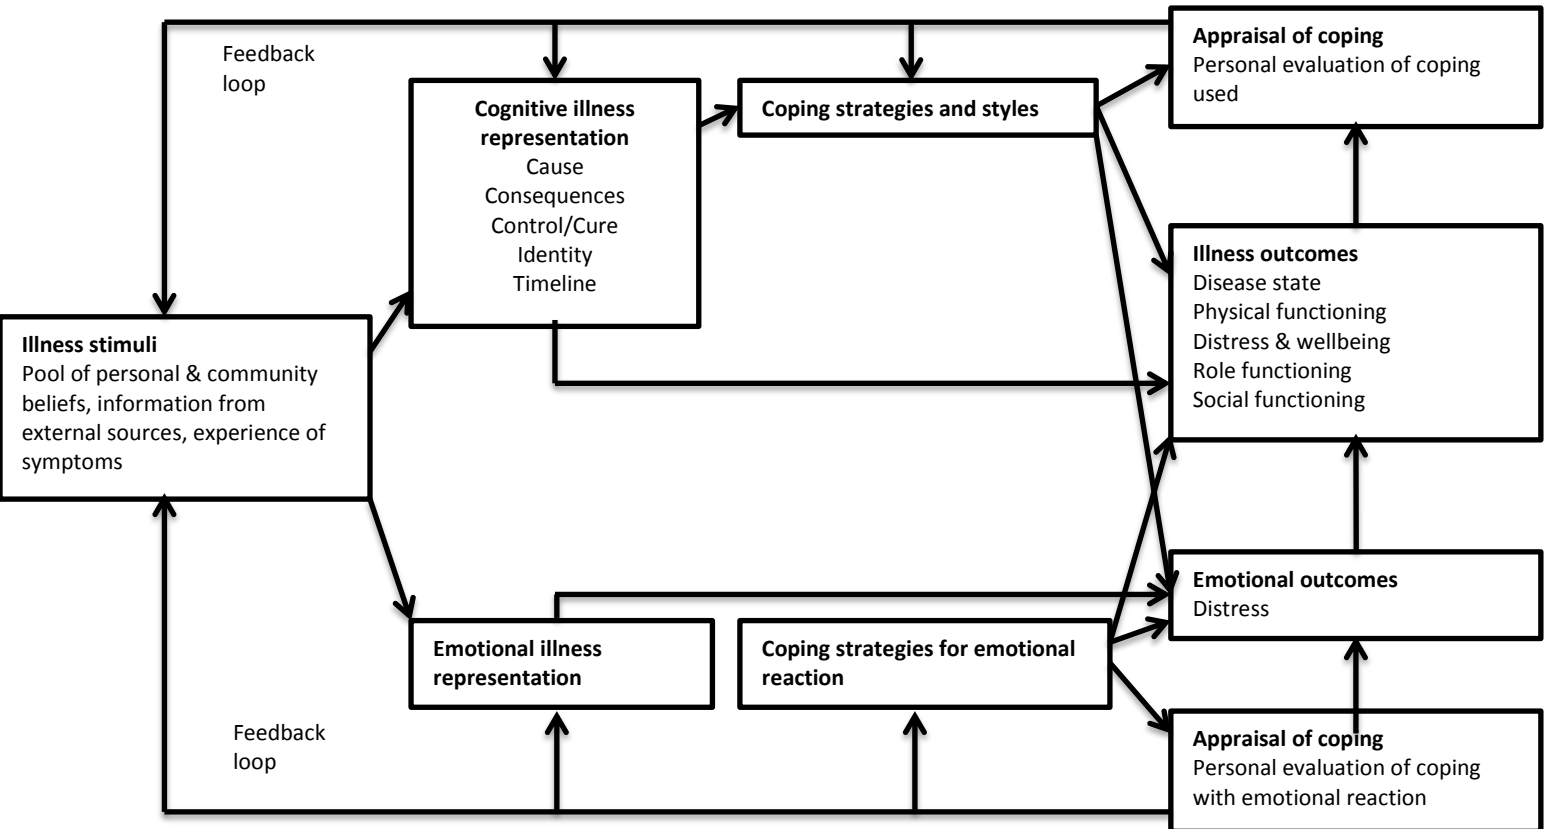 Feedback
loop
Cognitive illness
representation
Cause
Consequences
Control/Cure
Identity
Timeline
Coping strategies and styles
Appraisal of coping
Personal evaluation of coping
used
Illness outcomes
Disease state
Physical functioning
Distress & wellbeing
Role functioning
Social functioning
Illness stimuli
Pool of personal & community
beliefs, information from
external sources, experience of
symptoms
Emotional outcomes
Distress
Emotional illness
representation
Coping strategies for emotional
reaction
Feedback
loop
Appraisal of coping
Personal evaluation of coping
with emotional reaction